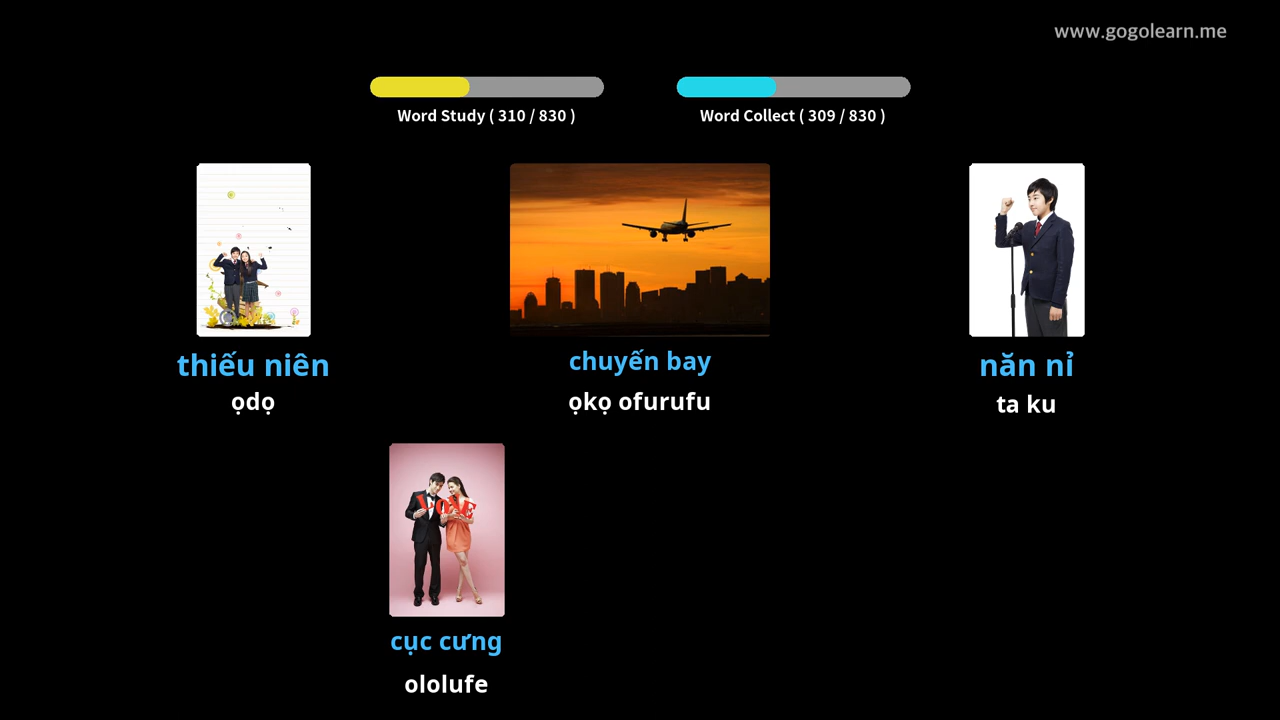 www.gogolearn.me
Word Study ( 310 / 830 )
Word Collect ( 309 / 830 )
thiếu niên
chuyến bay
năn nỉ
ọdọ
ọkọ ofurufu
ta ku
cục cưng
ololufe